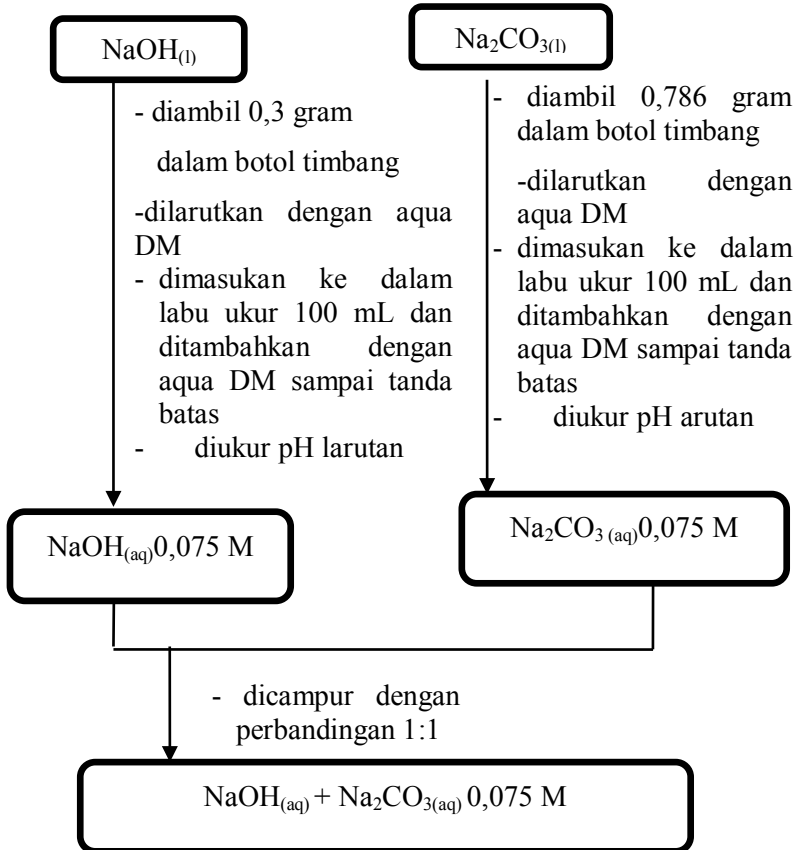 NaOH(l)
- diambil 0,3 gram
dalam botol timbang
-dilarutkan dengan aqua
DM
- dimasukan ke dalam
labu ukur 100 mL dan
ditambahkan dengan
aqua DM sampai tanda
batas
- diukur pH larutan
NaOH(aq)0,075 M
Na2CO3(l)
- diambil 0,786 gram
dalam botol timbang
-dilarutkan dengan
aqua DM
- dimasukan ke dalam
labu ukur 100 mL dan
ditambahkan dengan
aqua DM sampai tanda
batas
- diukur pH arutan
Na2CO3 (aq)0,075 M
- dicampur dengan
perbandingan 1:1
NaOH(aq) + Na2CO3(aq) 0,075 M